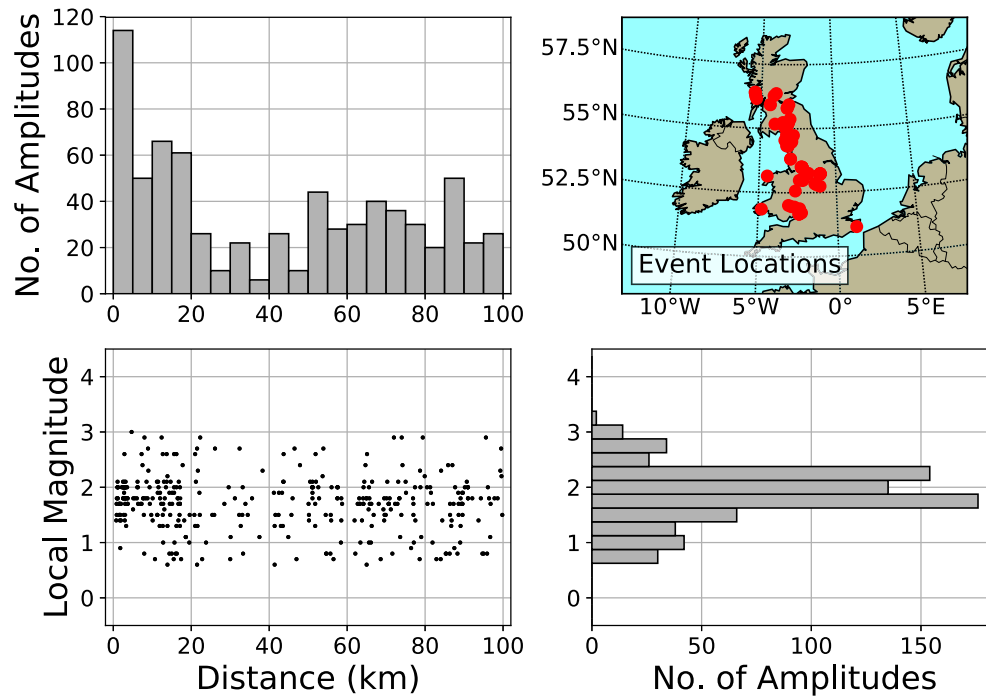 No. of Amplitudes
120
100
80
60
40
20
0
0 20 40 60 80 100
57.5°N
55°N
52.5°N
50°N
Event Locations
10°W 5°W 0° 5°E
Local Magnitude
4
3
2
1
0
0 20 40 60 80 100
Distance (km)
4
3
2
1
0
0 50 100 150
No. of Amplitudes